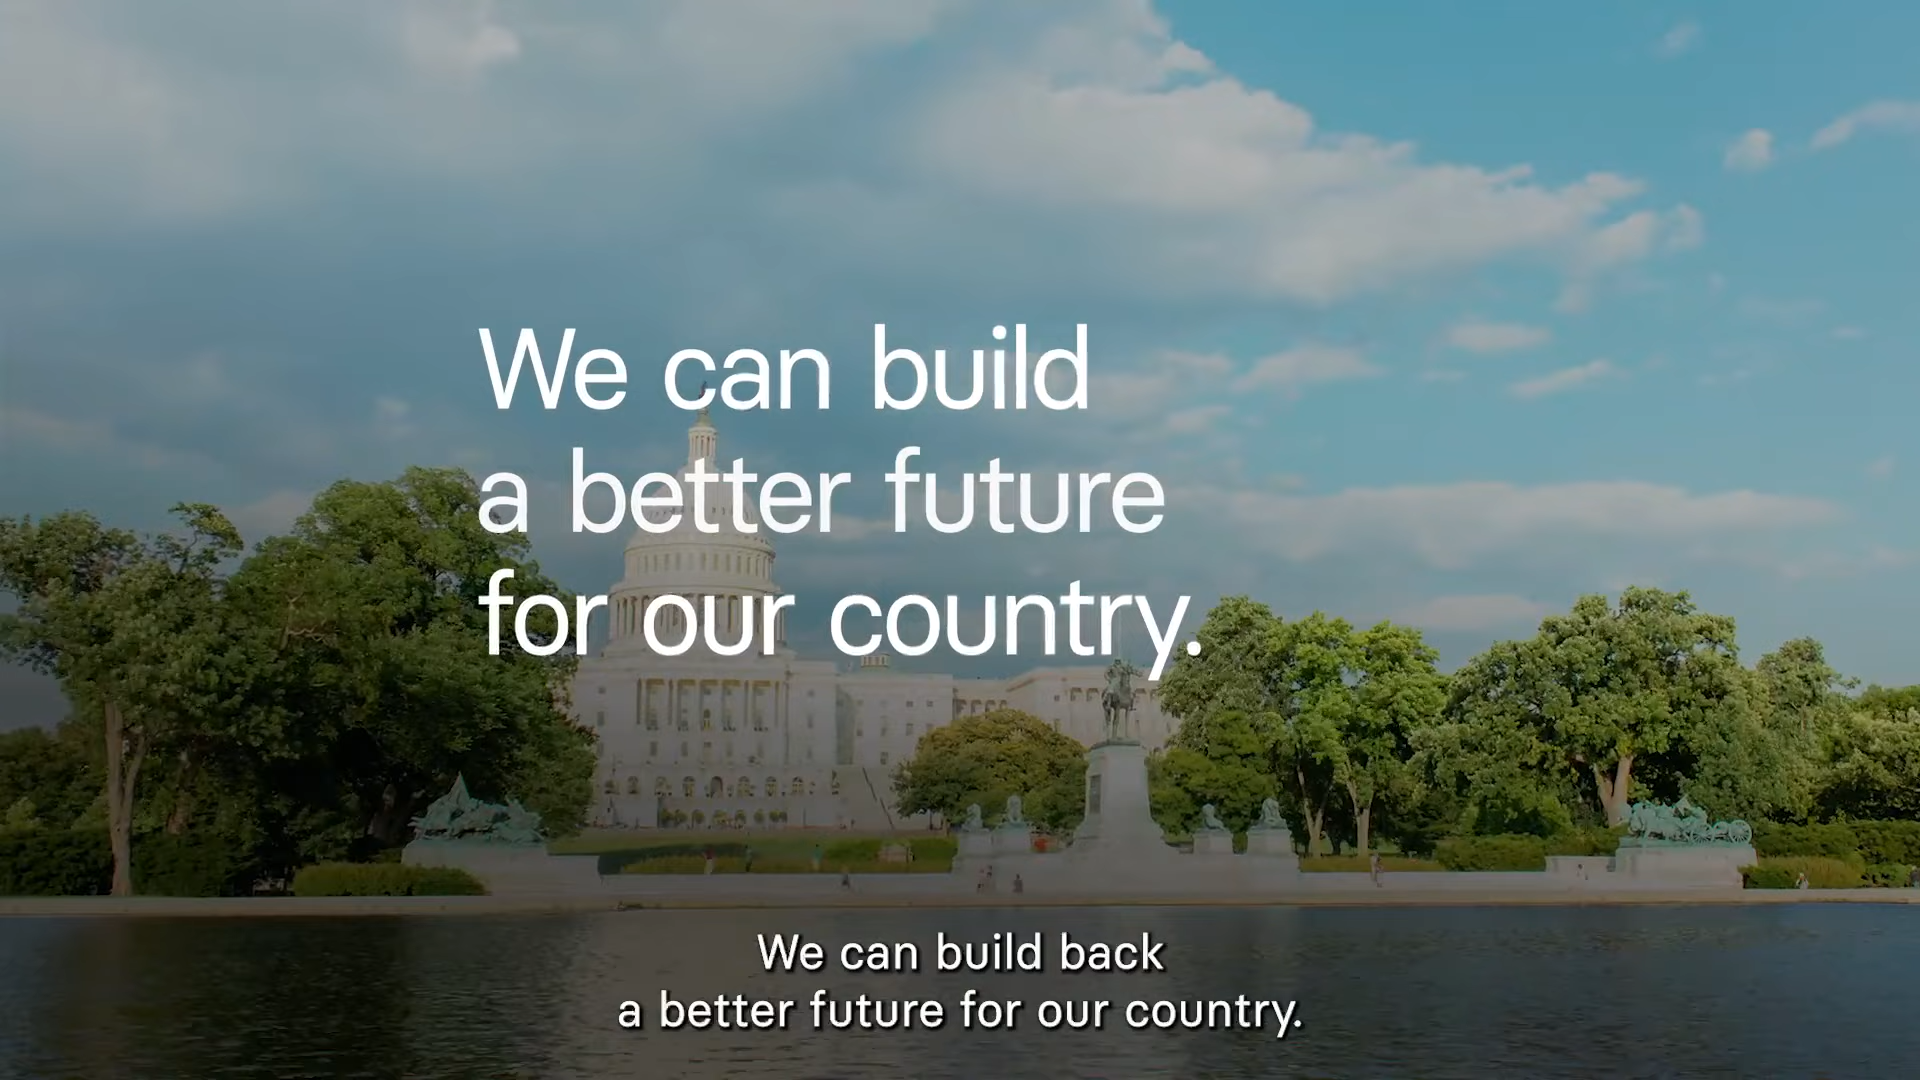 We can build
a better future
for our country.
We can build back
a better future for our country.